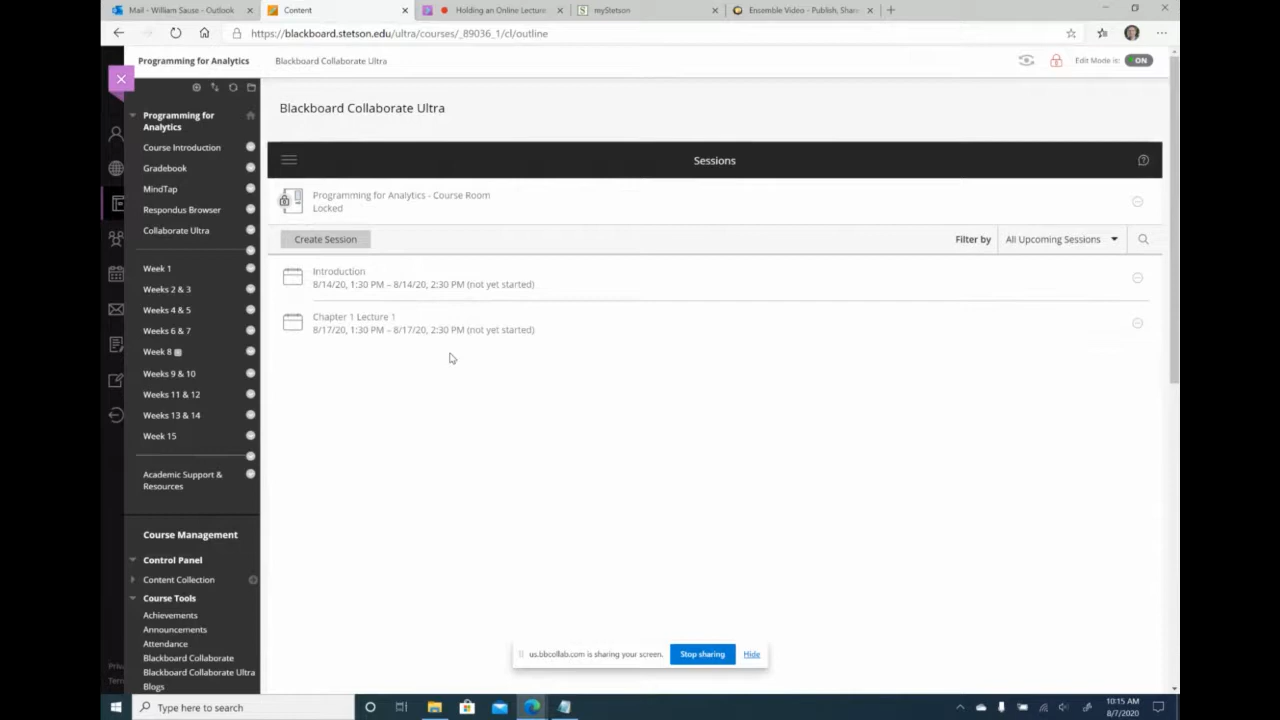 Mail - William Sause - Outlook
Content
Holding an Online Lecture
myStetson
Ensemble Video - Publish, Shar
https://blackboard.stetson.edu/ultra/courses/_89036_1/cl/outline
Programming for Analytics
Blackboard Collaborate Ultra
Edit Mode is:
ON
Programming for
Analytics
Course Introduction
Gradebook
MindTap
Respondus Browser
Collaborate Ultra
Week 1
Weeks 2 & 3
Weeks 4 & 5
Weeks 6 & 7
Week 8
Weeks 9 & 10
Weeks 11 & 12
Weeks 13 & 14
Week 15
Academic Support &
Resources
Course Management
Control Panel
Content Collection
Course Tools
Achievements
Announcements
Attendance
Blackboard Collaborate
Blackboard Collaborate Ultra
Blogs
Priv
Term
Blackboard Collaborate Ultra
Sessions
Programming for Analytics - Course Room
Locked
Create Session
Filter by
All Upcoming Sessions
Introduction
8/14/20, 1:30 PM – 8/14/20, 2:30 PM (not yet started)
Chapter 1 Lecture 1
8/17/20, 1:30 PM – 8/17/20, 2:30 PM (not yet started)
us.bbcollab.com is sharing your screen.
Stop sharing
Hide
Type here to search
10:15 AM
8/7/2020